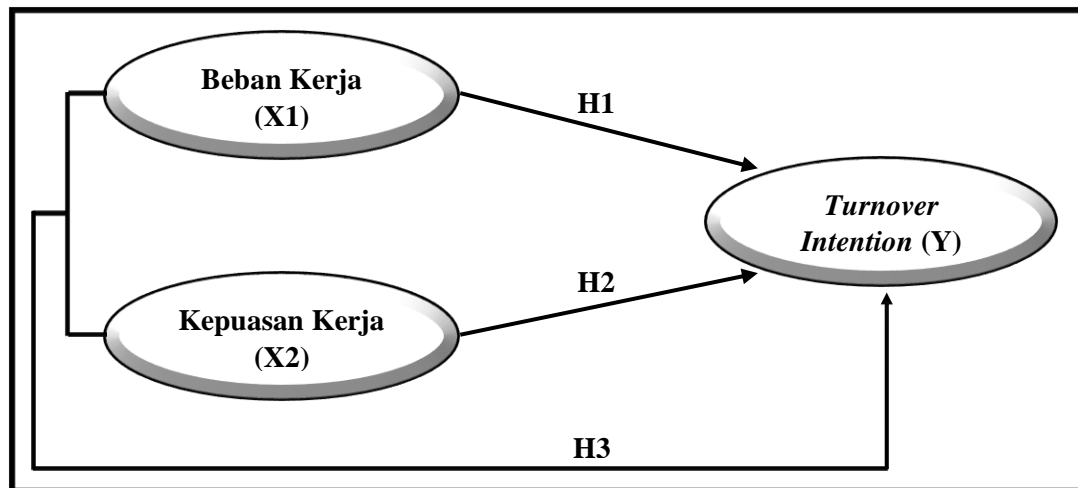 Beban Kerja
(X1)
H1
Turnover
Intention (Y)
Kepuasan Kerja
(X2)
H2
H3